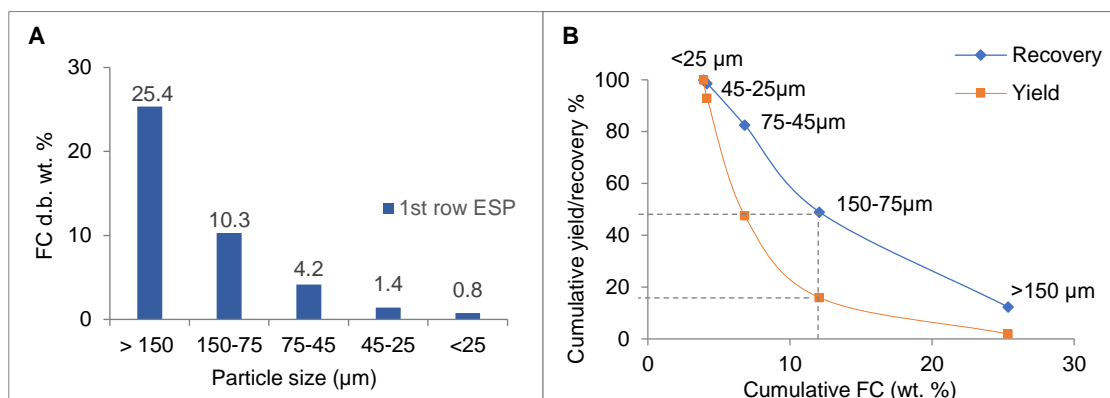 A
FC d.b. wt. %
30
20
10
0
25.4
10.3
4.2
1.4
0.8
1st row ESP
> 150
150-75
75-45
45-25
<25
Particle size (µm)
B
Recovery
Yield
Cumulative yield/recovery %
100
80
60
40
20
0
<25 µm
45-25µm
75-45µm
150-75µm
>150 µm
0
10
20
30
Cumulative FC (wt. %)